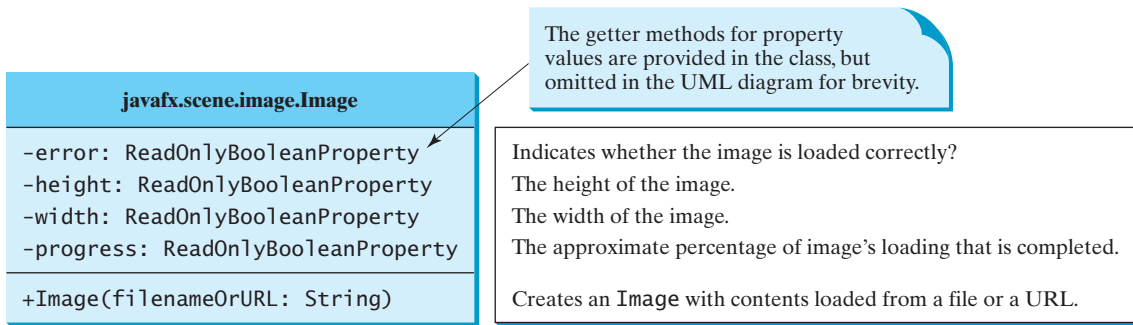 The getter methods for property
values are provided in the class, but
omitted in the UML diagram for brevity.
javafx.scene.image.Image
-error: ReadOnlyBooleanProperty
-height: ReadOnlyBooleanProperty
-width: ReadOnlyBooleanProperty
-progress: ReadOnlyBooleanProperty
+Image(filenameOrURL: String)
Indicates whether the image is loaded correctly?
The height of the image.
The width of the image.
The approximate percentage of image's loading that is completed.
Creates an Image with contents loaded from a file or a URL.